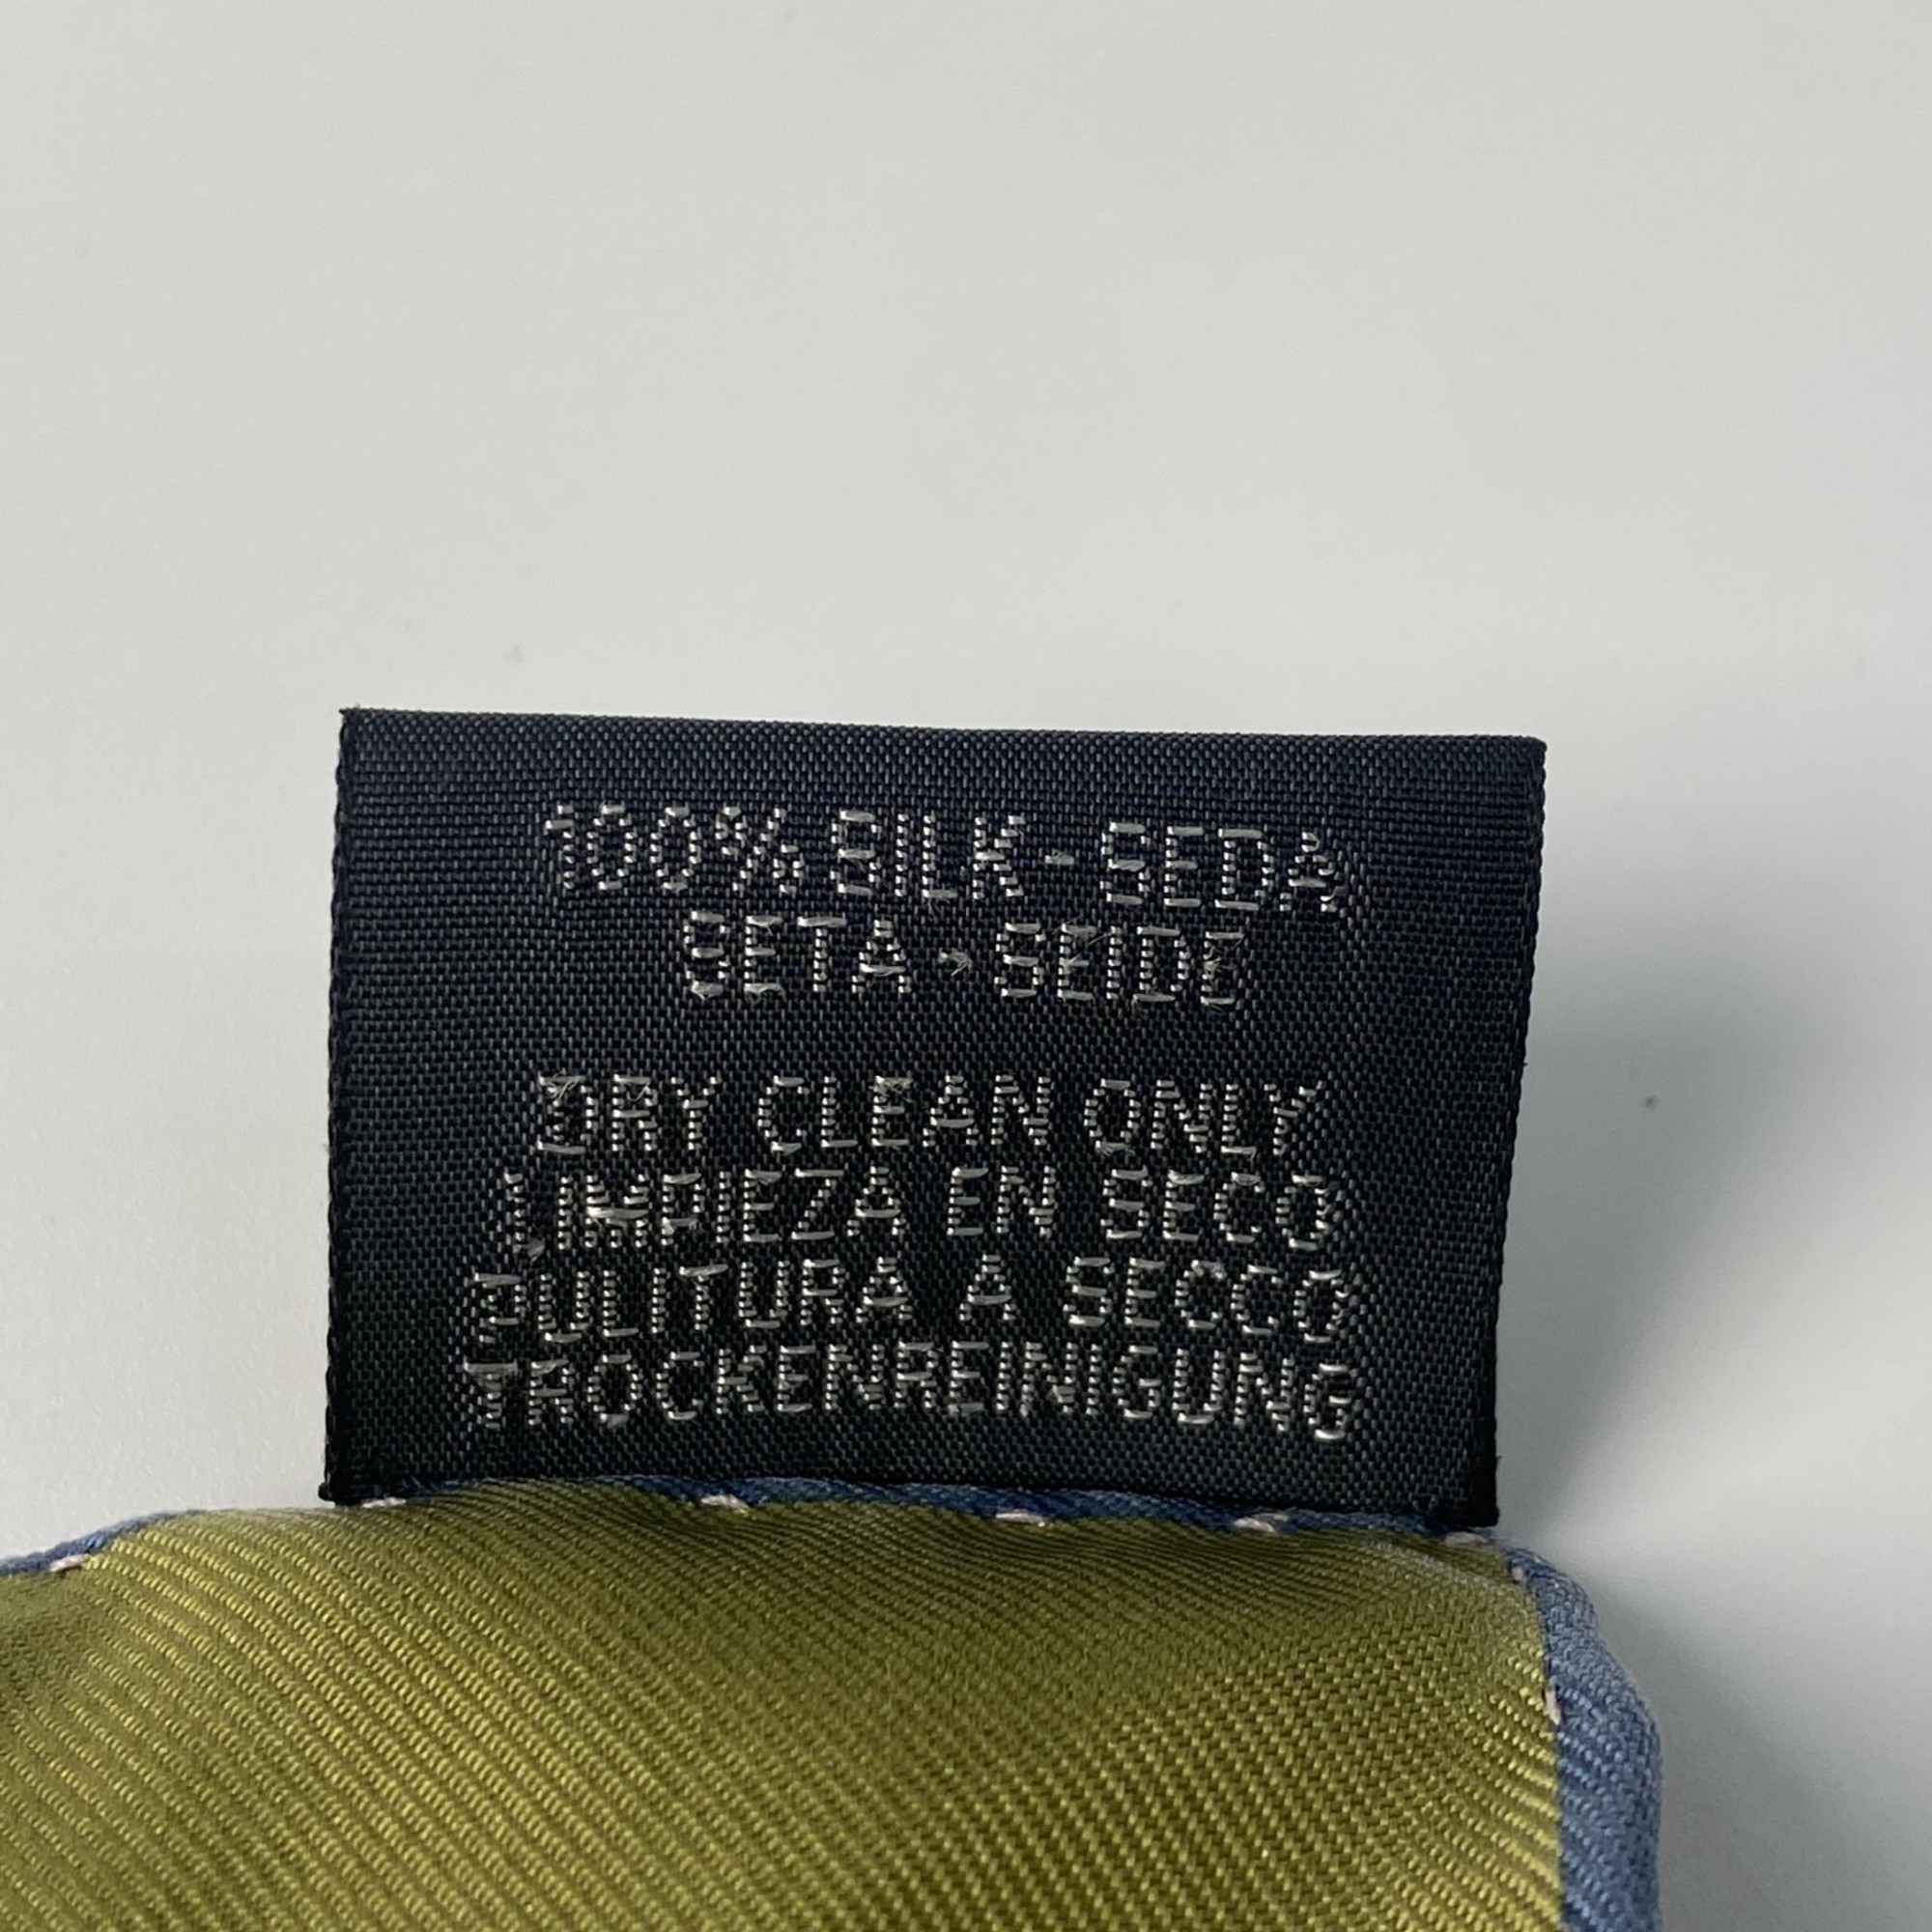 100% SILK - SEDA
SETA - SEIDE
DRY CLEAN ONLY
LIMPIEZA EN SECO
PULITURA A SECCO
TROCKENREINIGUNG